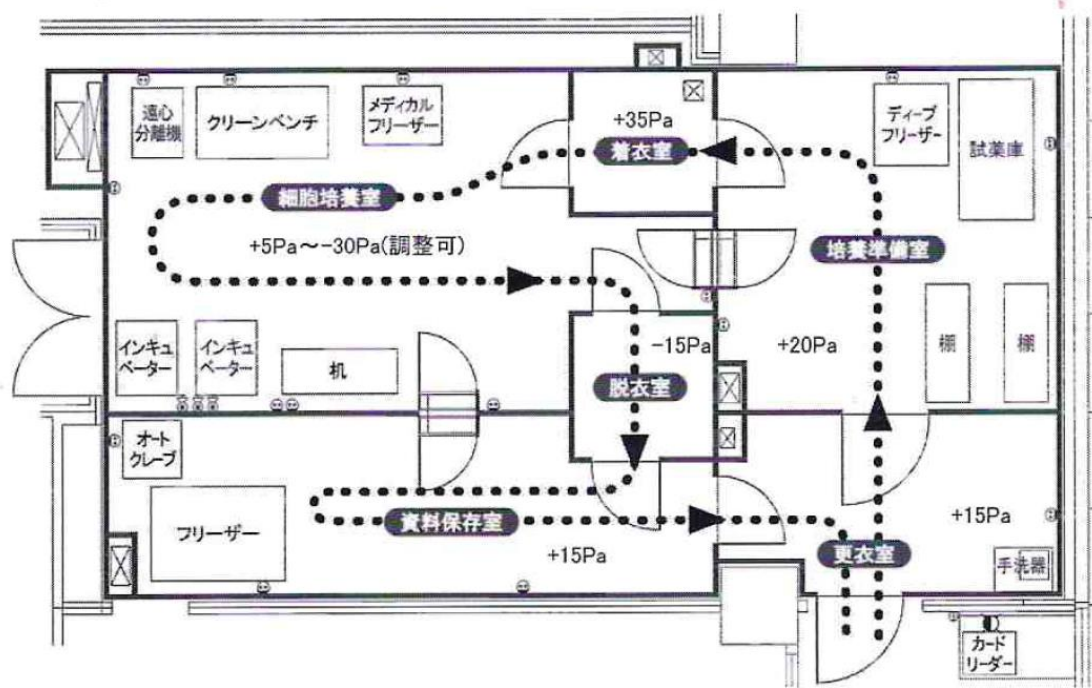 遠心
分離機
クリーンベンチ
メディカル
フリーザー
+35Pa
着衣室
ディープ
フリーザー
試薬庫
細胞培養室
+5Pa～-30Pa(調整可)
培養準備室
インキュ
ベーター
インキュ
ベーター
机
-15Pa
脱衣室
+20Pa
棚
棚
オート
クレーブ
フリーザー
資料保存室
+15Pa
更衣室
+15Pa
手洗器
カード
リーダー